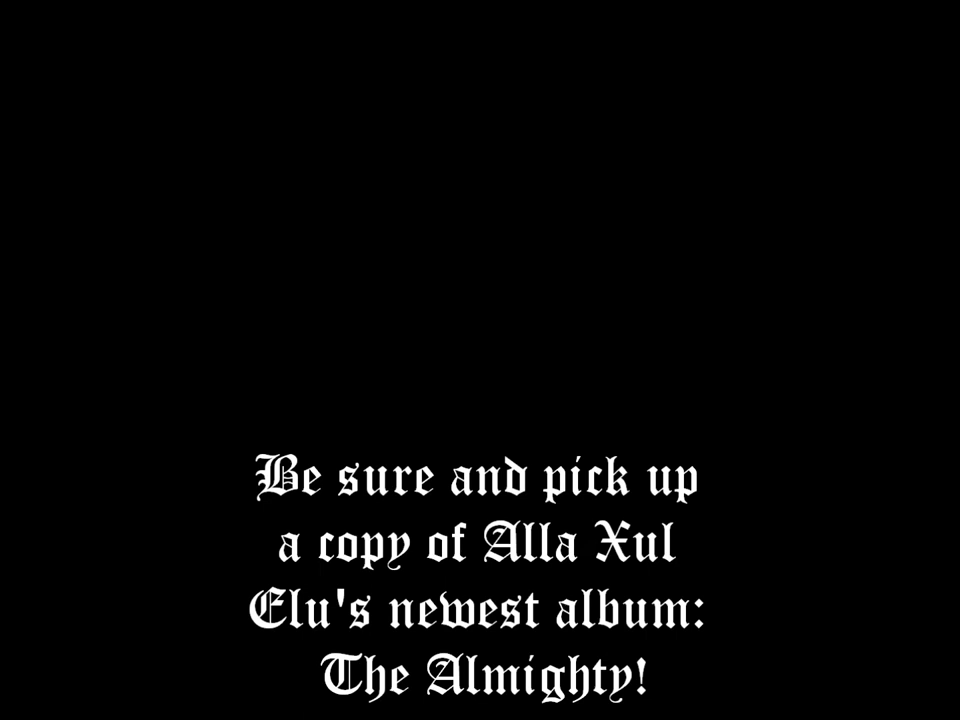 Be sure and pick up
a copy of Alla Xul
Elu's newest album:
The Almighty!